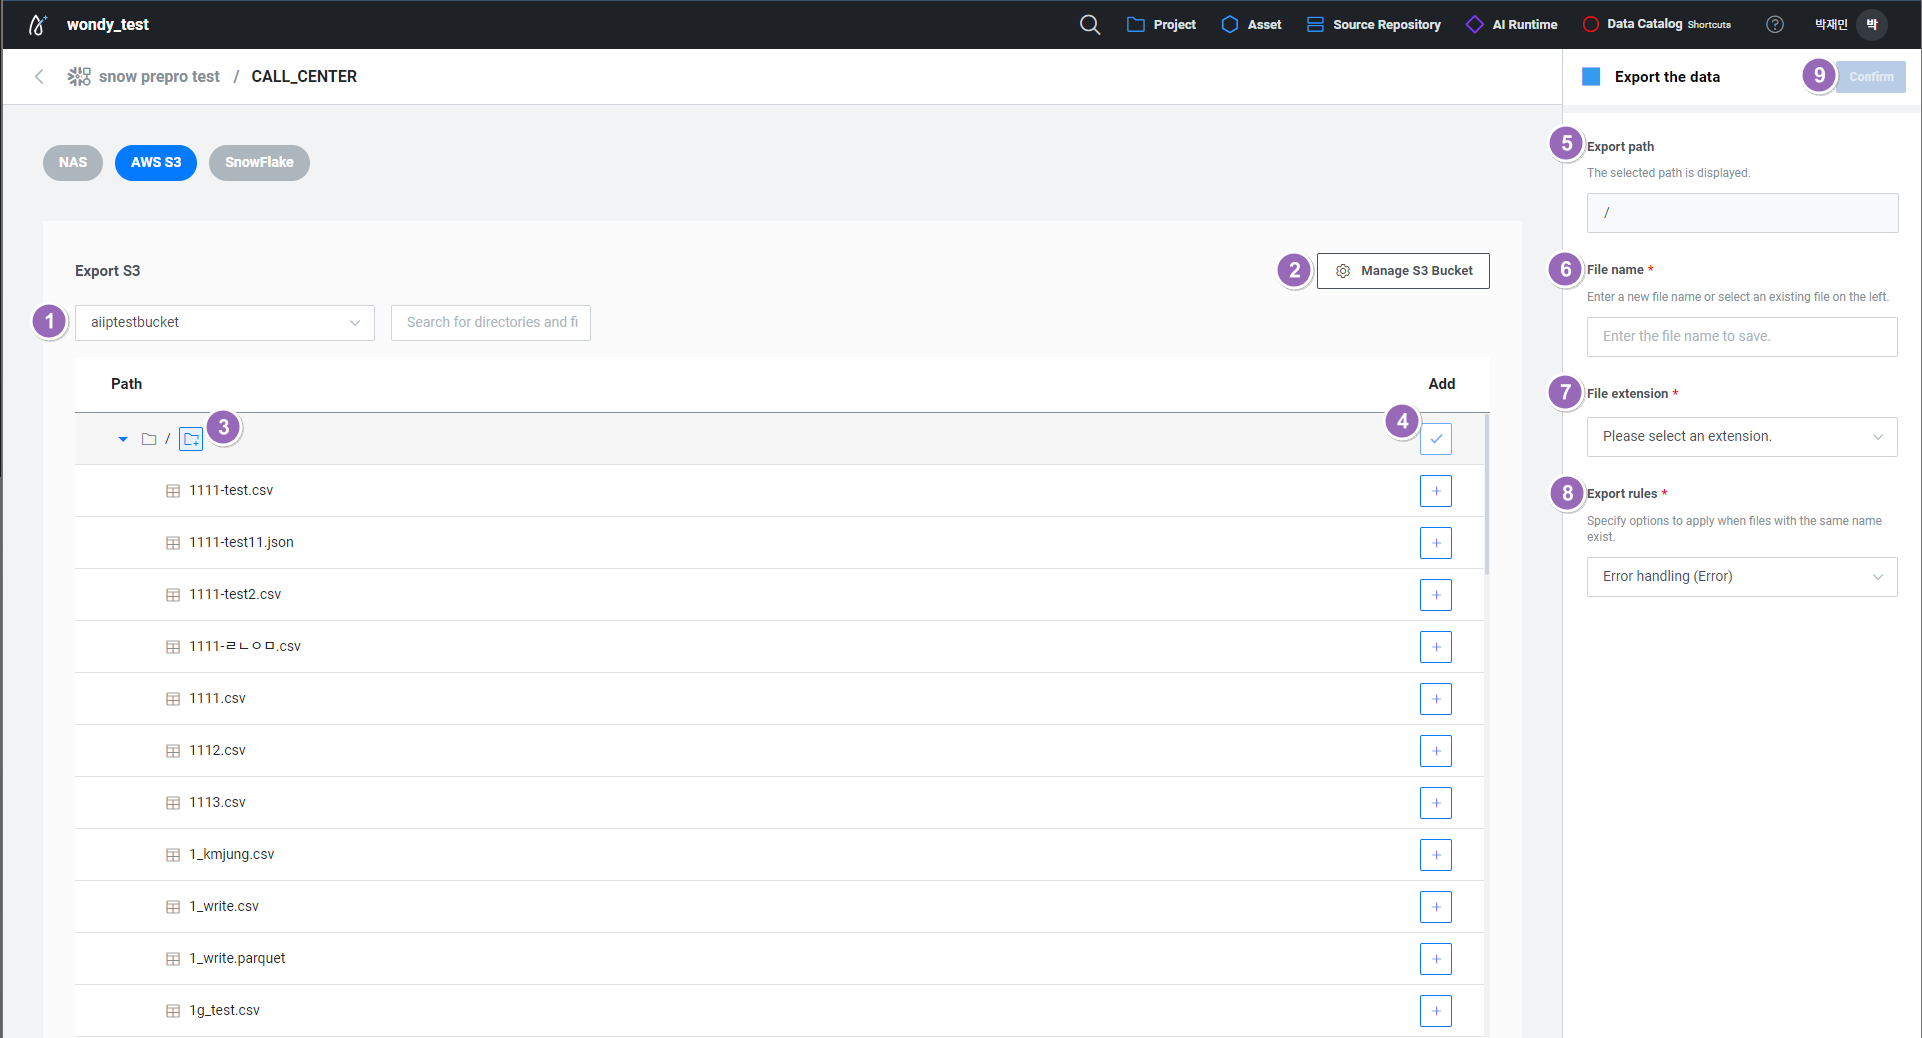 wondy_test
Project
Asset
Source Repository
AI Runtime
Data Catalog Shortcuts
?
박재민
박
snow prepro test / CALL_CENTER
Export the data
9
Confirm
NAS
AWS S3
SnowFlake
Export S3
2
Manage S3 Bucket
1
aiiptestbucket
Search for directories and fi
Path
Add
/
3
4
1111-test.csv
1111-test11.json
1111-test2.csv
1111-ㄹㄴㅇㅁ.csv
1111.csv
1112.csv
1113.csv
1_kmjung.csv
1_write.csv
1_write.parquet
1g_test.csv
5
Export path
The selected path is displayed.
/
6
File name *
Enter a new file name or select an existing file on the left.
Enter the file name to save.
7
File extension *
Please select an extension.
8
Export rules *
Specify options to apply when files with the same name
exist.
Error handling (Error)